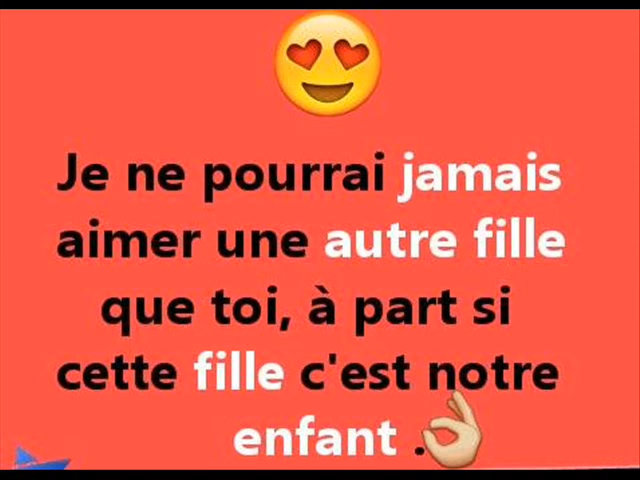 Je ne pourrai jamais
aimer une autre fille
que toi, à part si
cette fille c'est notre
enfant .